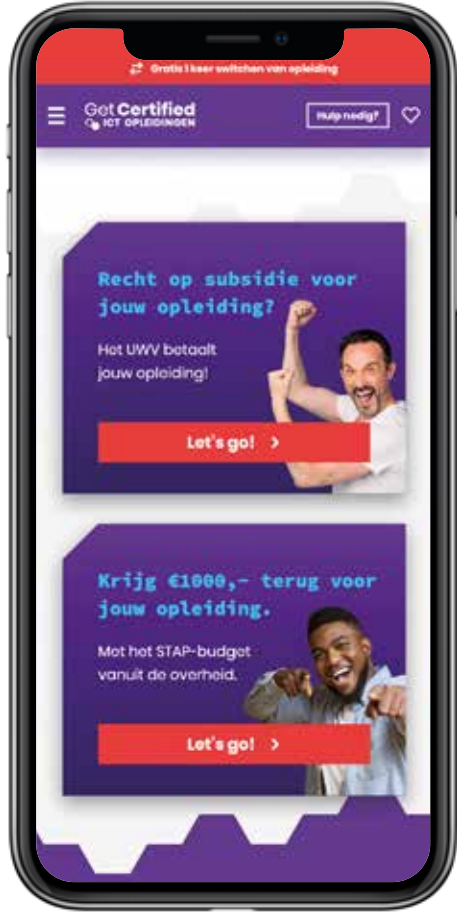 Gratis 1 keer switchen van opleiding
Get Certified
ICT OPLEIDINGEN
Hulp nodig?
Recht op subsidie voor
jouw opleiding?
Het UWV betaalt
jouw opleiding!
Let's go!
Krijg €1000,- terug voor
jouw opleiding.
Met het STAP-budget
vanuit de overheid.
Let's go!